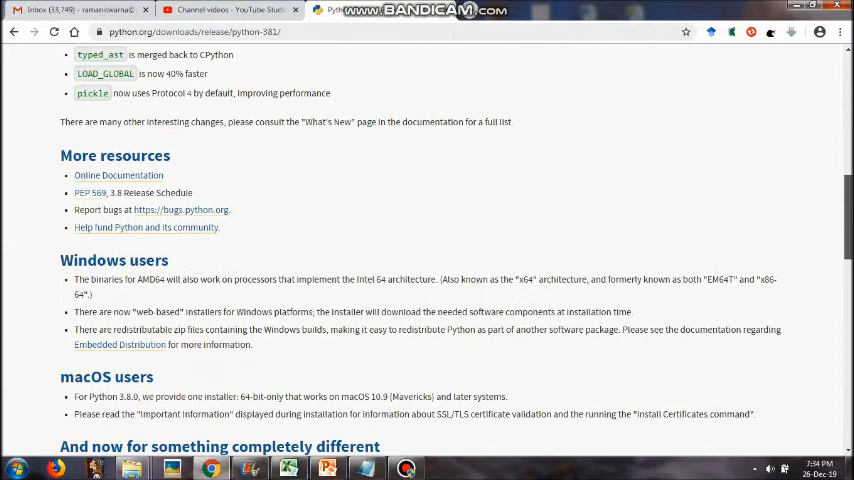 Inbox (33,749) - ramaniswarna@
Channel videos - YouTube Studi
www.BANDICAM.com
python.org/downloads/release/python-381/
typed_ast is merged back to CPython
LOAD_GLOBAL is now 40% faster
pickle now uses Protocol 4 by default, improving performance
There are many other interesting changes, please consult the "What's New" page in the documentation for a full list.
More resources
Online Documentation
PEP 569, 3.8 Release Schedule
Report bugs at https://bugs.python.org.
Help fund Python and its community.
Windows users
The binaries for AMD64 will also work on processors that implement the Intel 64 architecture. (Also known as the "x64" architecture, and formerly known as both "EM64T" and "x86-
64".)
There are now "web-based" installers for Windows platforms; the installer will download the needed software components at installation time.
There are redistributable zip files containing the Windows builds, making it easy to redistribute Python as part of another software package. Please see the documentation regarding
Embedded Distribution for more information.
macOS users
For Python 3.8.0, we provide one installer: 64-bit-only that works on macOS 10.9 (Mavericks) and later systems.
Please read the "Important Information" displayed during installation for information about SSL/TLS certificate validation and the running the "Install Certificates.command".
And now for something completely different
7:34 PM
26-Dec-19